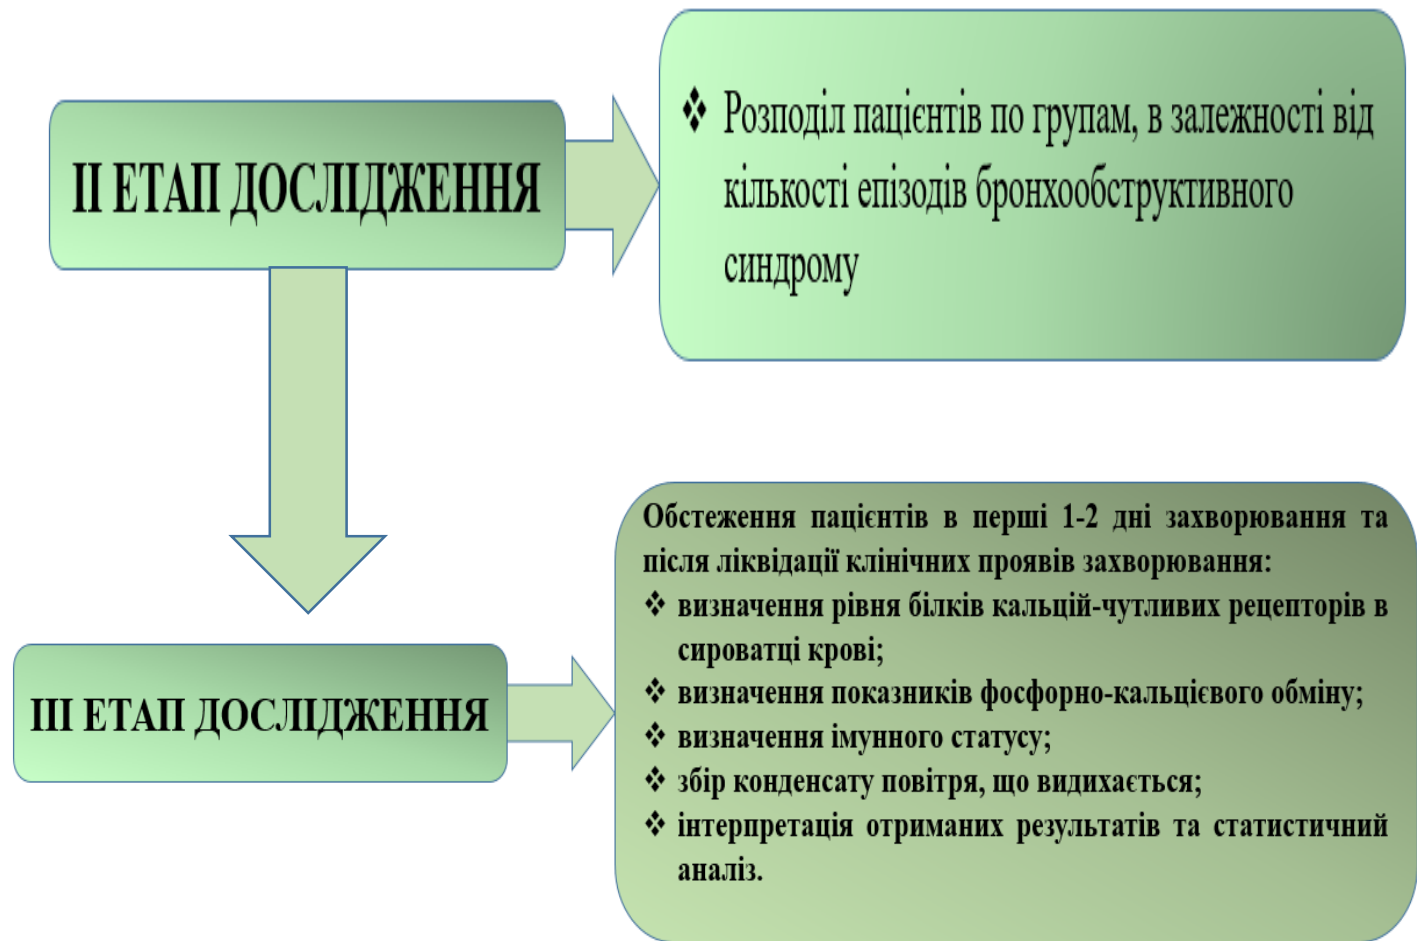 ІІ ЕТАП ДОСЛІДЖЕННЯ
❖ Розподіл пацієнтів по групам, в залежності від
кількості епізодів бронхообструктивного
синдрому
ІІІ ЕТАП ДОСЛІДЖЕННЯ
Обстеження пацієнтів в перші 1-2 дні захворювання та
після ліквідації клінічних проявів захворювання:
❖ визначення рівня білків кальцій-чутливих рецепторів в
сироватці крові;
❖ визначення показників фосфорно-кальцієвого обміну;
❖ визначення імунного статусу;
❖ збір конденсату повітря, що видихається;
❖ інтерпретація отриманих результатів та статистичний
аналіз.